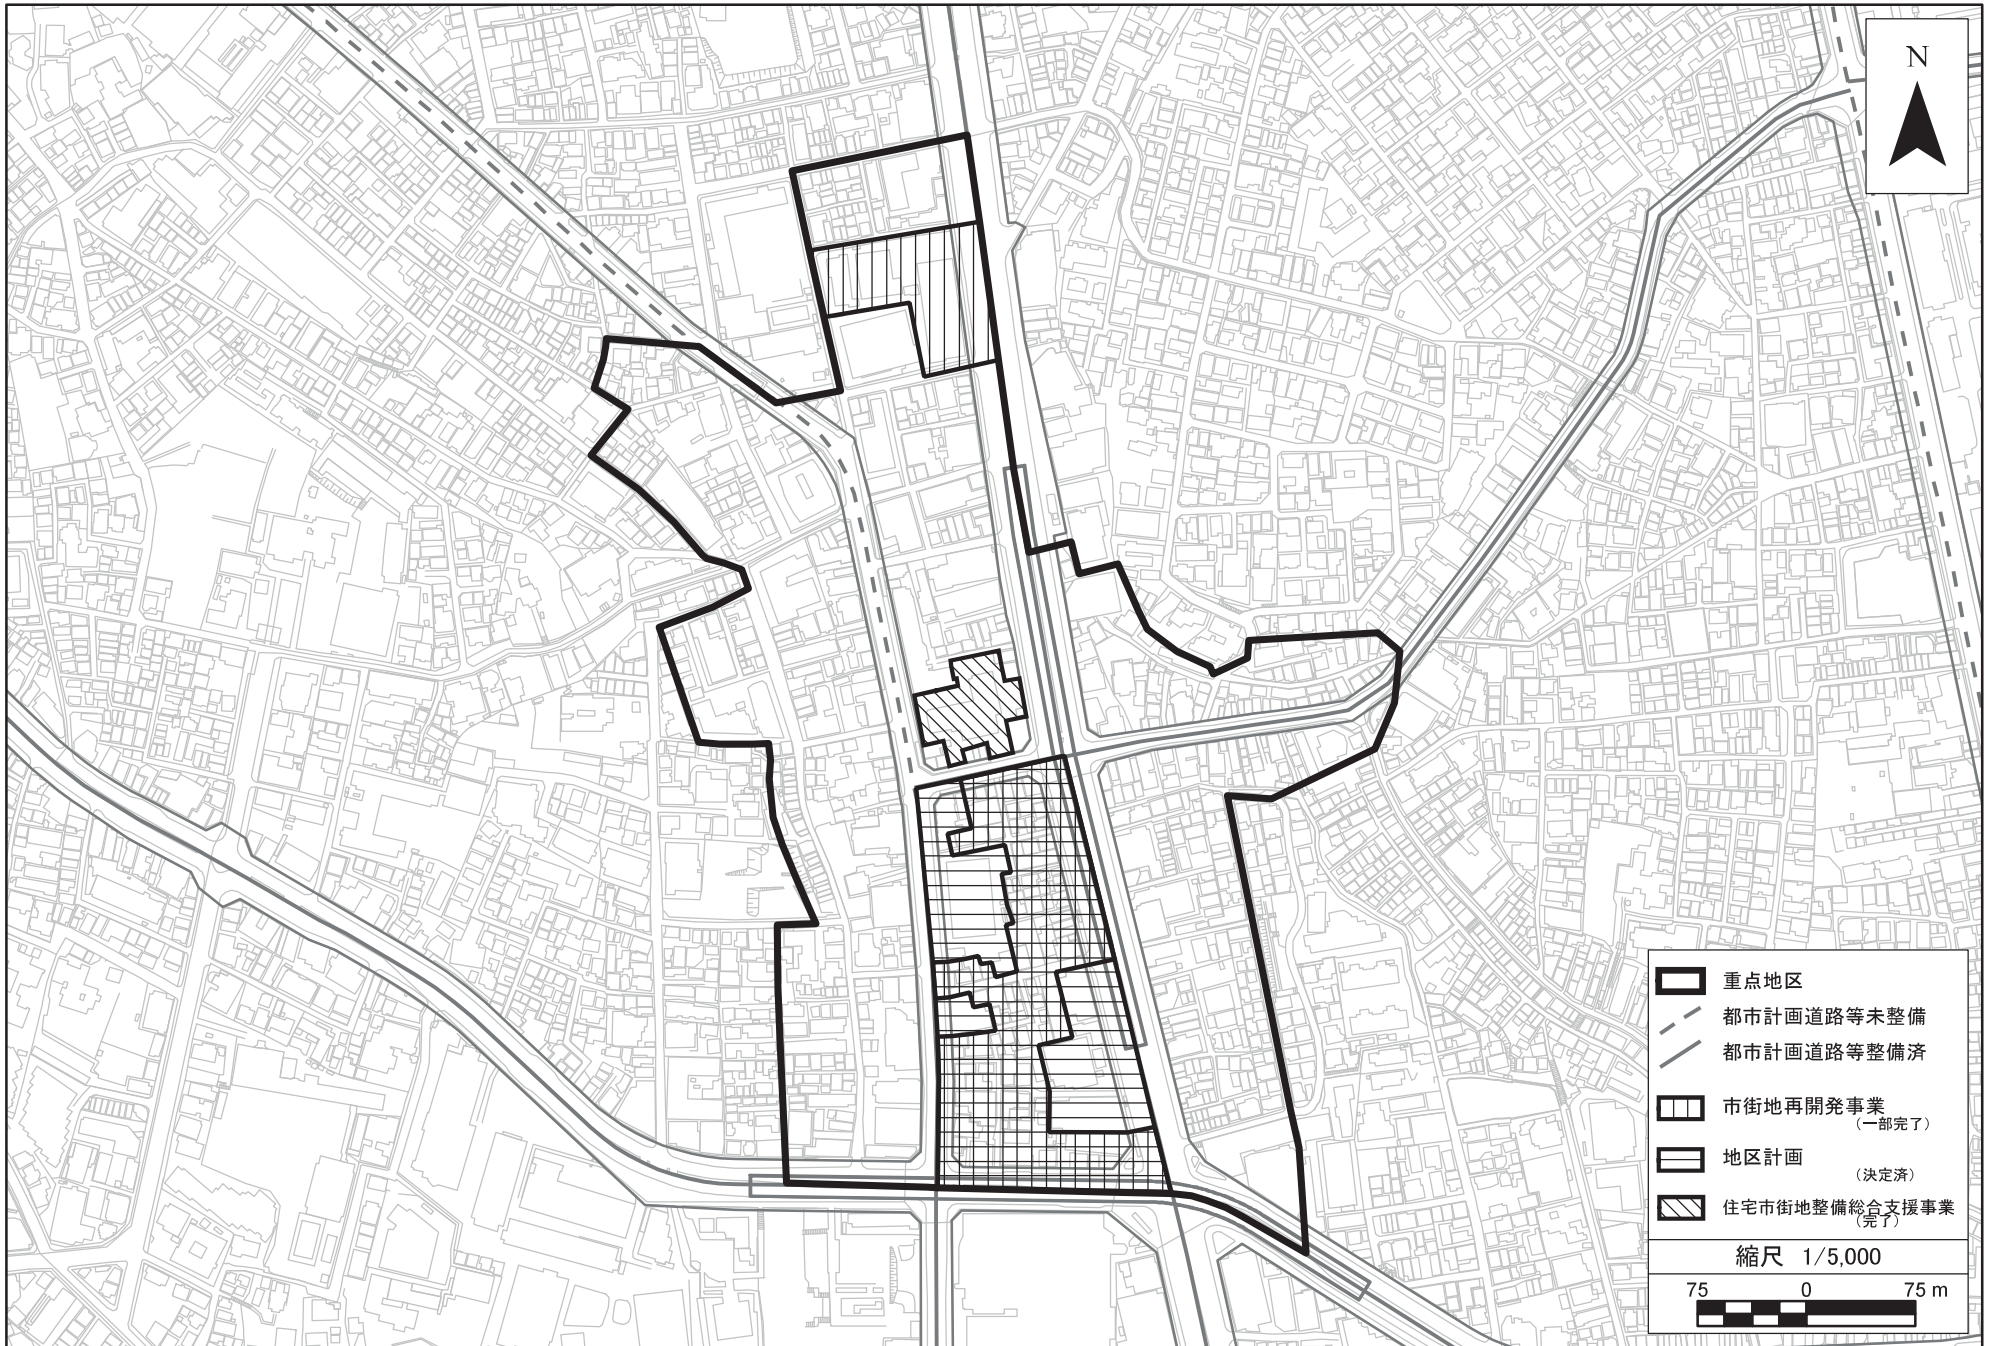 N
重点地区
都市計画道路等未整備
都市計画道路等整備済
市街地再開発事業
(一部完了)
地区計画
(決定済)
住宅市街地整備総合支援事業
(完了)
縮尺 1/5,000
75 0 75 m